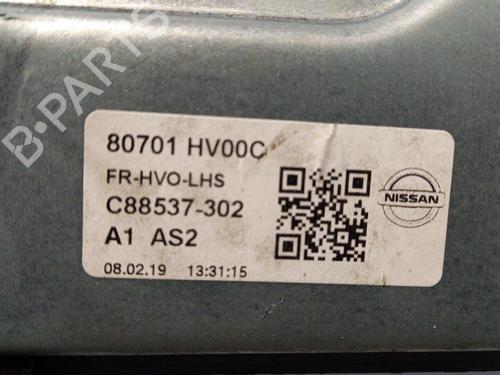 B-PARTS
80701 HV00C
FR-HVO-LHS
C88537-302
A1 AS2
08.02.19 13:31:15
NISSAN